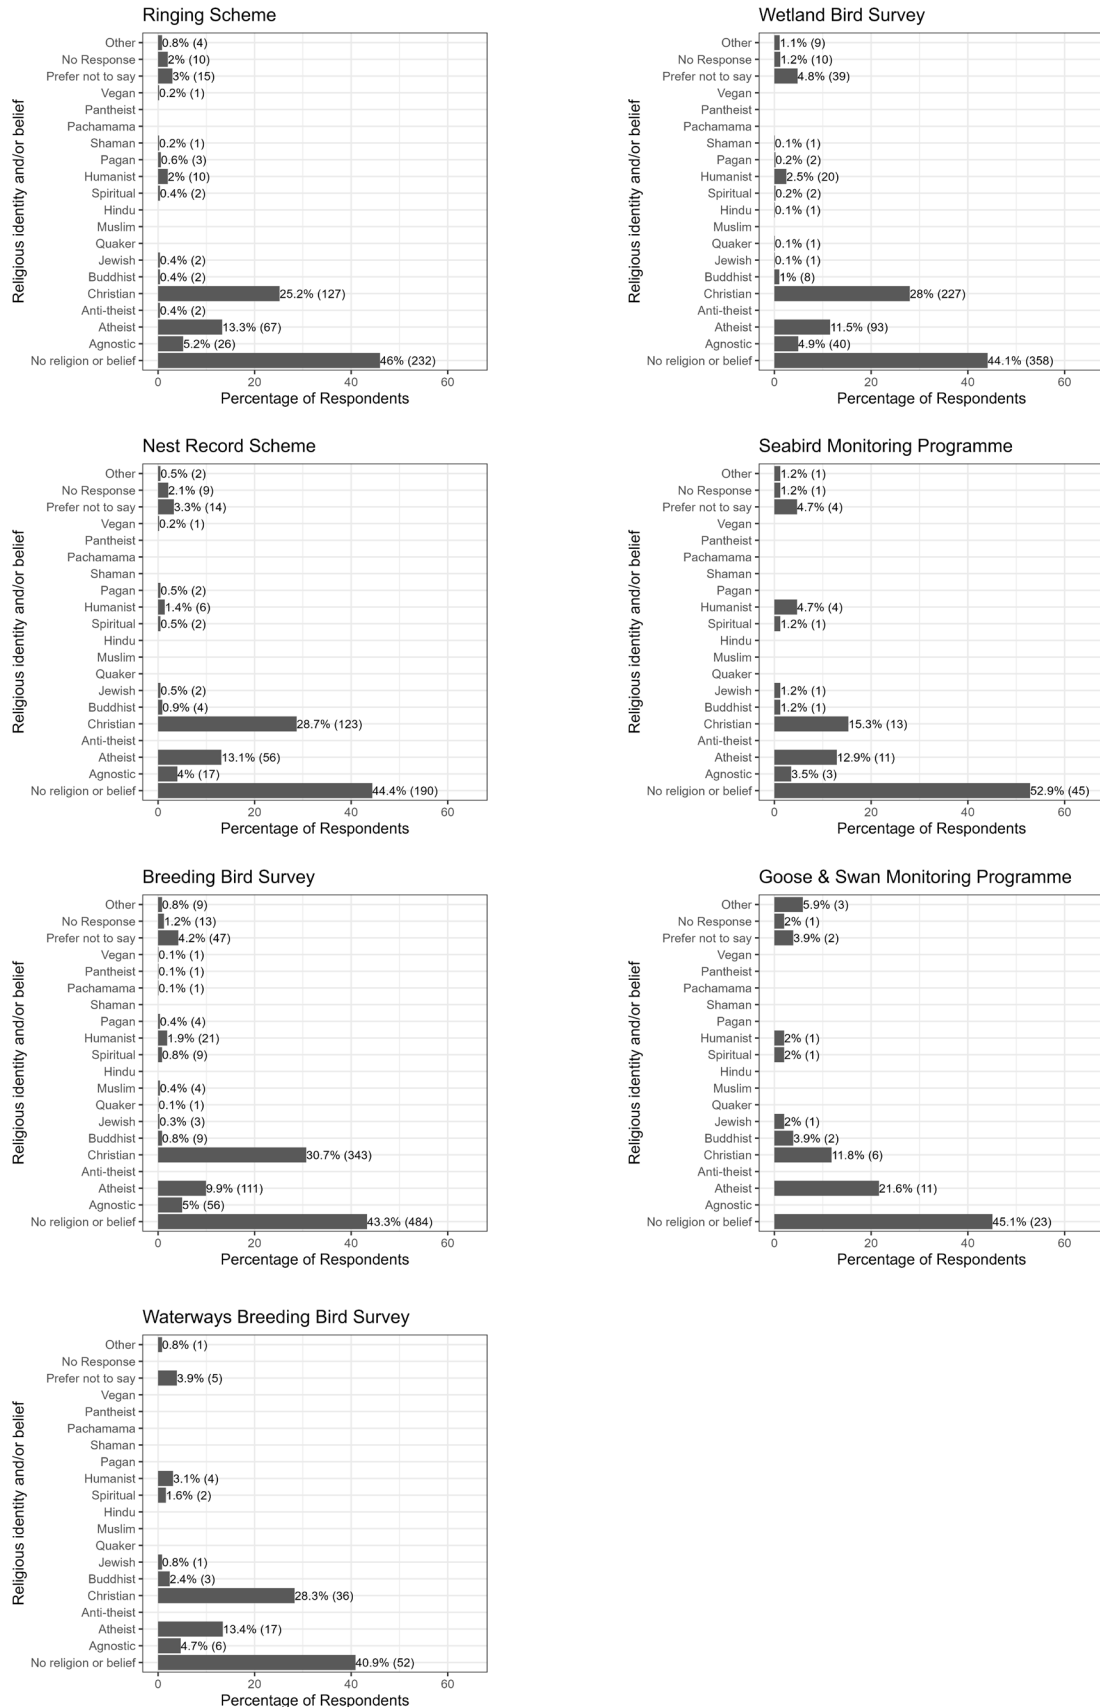 Ringing Scheme
Religious identity and/or belief
Other 0.8% (4)
No Response 2% (10)
Prefer not to say 3% (15)
Vegan 0.2% (1)
Pantheist
Pachamama
Shaman 0.2% (1)
Pagan 0.6% (3)
Humanist 2% (10)
Spiritual 0.4% (2)
Hindu
Muslim
Quaker
Jewish 0.4% (2)
Buddhist 0.4% (2)
Christian 25.2% (127)
Anti-theist 0.4% (2)
Atheist 13.3% (67)
Agnostic 5.2% (26)
No religion or belief 46% (232)
0 20 40 60
Percentage of Respondents
Wetland Bird Survey
Religious identity and/or belief
Other 1.1% (9)
No Response 1.2% (10)
Prefer not to say 4.8% (39)
Vegan
Pantheist
Pachamama
Shaman 0.1% (1)
Pagan 0.2% (2)
Humanist 2.5% (20)
Spiritual 0.2% (2)
Hindu 0.1% (1)
Muslim
Quaker 0.1% (1)
Jewish 0.1% (1)
Buddhist 1% (8)
Christian 28% (227)
Anti-theist
Atheist 11.5% (93)
Agnostic 4.9% (40)
No religion or belief 44.1% (358)
0 20 40 60
Percentage of Respondents
Nest Record Scheme
Religious identity and/or belief
Other 0.5% (2)
No Response 2.1% (9)
Prefer not to say 3.3% (14)
Vegan 0.2% (1)
Pantheist
Pachamama
Shaman
Pagan 0.5% (2)
Humanist 1.4% (6)
Spiritual 0.5% (2)
Hindu
Muslim
Quaker
Jewish 0.5% (2)
Buddhist 0.9% (4)
Christian 28.7% (123)
Anti-theist
Atheist 13.1% (56)
Agnostic 4% (17)
No religion or belief 44.4% (190)
0 20 40 60
Percentage of Respondents
Seabird Monitoring Programme
Religious identity and/or belief
Other 1.2% (1)
No Response 1.2% (1)
Prefer not to say 4.7% (4)
Vegan
Pantheist
Pachamama
Shaman
Pagan
Humanist 4.7% (4)
Spiritual 1.2% (1)
Hindu
Muslim
Quaker
Jewish 1.2% (1)
Buddhist 1.2% (1)
Christian 15.3% (13)
Anti-theist
Atheist 12.9% (11)
Agnostic 3.5% (3)
No religion or belief 52.9% (45)
0 20 40 60
Percentage of Respondents
Breeding Bird Survey
Religious identity and/or belief
Other 0.8% (9)
No Response 1.2% (13)
Prefer not to say 4.2% (47)
Vegan 0.1% (1)
Pantheist 0.1% (1)
Pachamama 0.1% (1)
Shaman
Pagan 0.4% (4)
Humanist 1.9% (21)
Spiritual 0.8% (9)
Hindu
Muslim 0.4% (4)
Quaker 0.1% (1)
Jewish 0.3% (3)
Buddhist 0.8% (9)
Christian 30.7% (343)
Anti-theist
Atheist 9.9% (111)
Agnostic 5% (56)
No religion or belief 43.3% (484)
0 20 40 60
Percentage of Respondents
Goose & Swan Monitoring Programme
Religious identity and/or belief
Other 5.9% (3)
No Response 2% (1)
Prefer not to say 3.9% (2)
Vegan
Pantheist
Pachamama
Shaman
Pagan
Humanist 2% (1)
Spiritual 2% (1)
Hindu
Muslim
Quaker
Jewish 2% (1)
Buddhist 3.9% (2)
Christian 11.8% (6)
Anti-theist
Atheist 21.6% (11)
Agnostic
No religion or belief 45.1% (23)
0 20 40 60
Percentage of Respondents
Waterways Breeding Bird Survey
Religious identity and/or belief
Other 0.8% (1)
No Response
Prefer not to say 3.9% (5)
Vegan
Pantheist
Pachamama
Shaman
Pagan
Humanist 3.1% (4)
Spiritual 1.6% (2)
Hindu
Muslim
Quaker
Jewish 0.8% (1)
Buddhist 2.4% (3)
Christian 28.3% (36)
Anti-theist
Atheist 13.4% (17)
Agnostic 4.7% (6)
No religion or belief 40.9% (52)
0 20 40 60
Percentage of Respondents